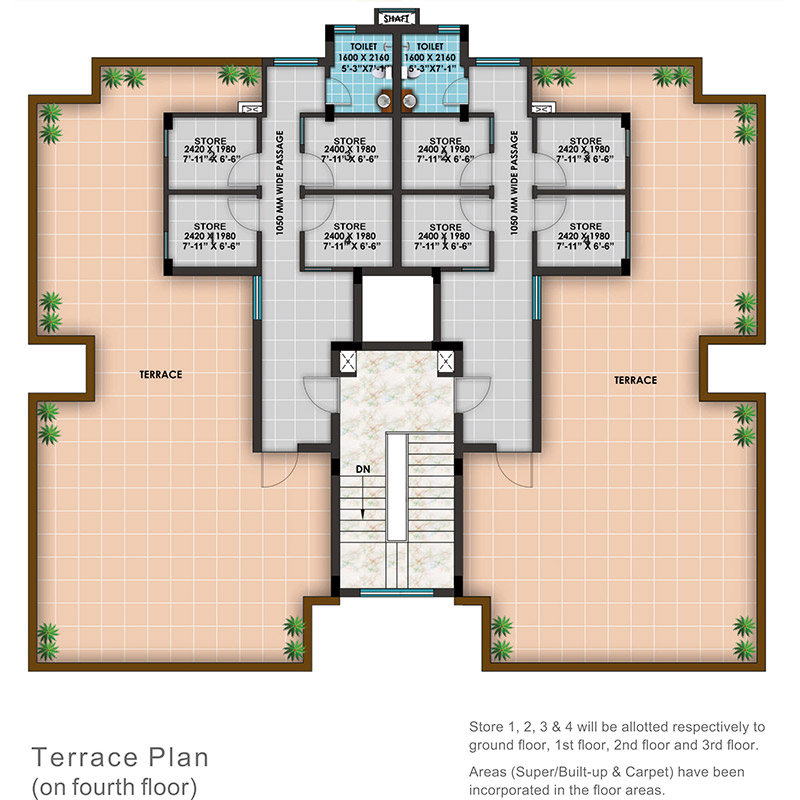 SHAFT
TOILET
1600 X 2160
5'-3"X7'-1"
TOILET
1600 X 2160
5'-3"X7'-1"
STORE
2420 X 1980
7'-11" X 6'-6"
STORE
2400 X 1980
7'-11" X 6'-6"
STORE
2400 X 1980
7'-11" X 6'-6"
STORE
2420 X 1980
7'-11" X 6'-6"
1050 MM WIDE PASSAGE
1050 MM WIDE PASSAGE
STORE
2420 X 1980
7'-11" X 6'-6"
STORE
2400 X 1980
7'-11" X 6'-6"
STORE
2400 X 1980
7'-11" X 6'-6"
STORE
2420 X 1980
7'-11" X 6'-6"
TERRACE
TERRACE
DN
Terrace Plan
(on fourth floor)
Store 1, 2, 3 & 4 will be allotted respectively to
ground floor, 1st floor, 2nd floor and 3rd floor.
Areas (Super/Built-up & Carpet) have been
incorporated in the floor areas.